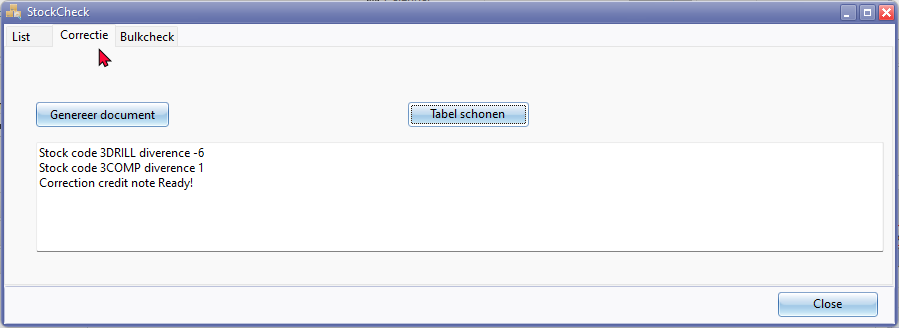 StockCheck
List Correctie Bulkcheck
Genereer document Tabel schonen
Stock code 3DRILL diverence -6
Stock code 3COMP diverence 1
Correction credit note Ready!
Close